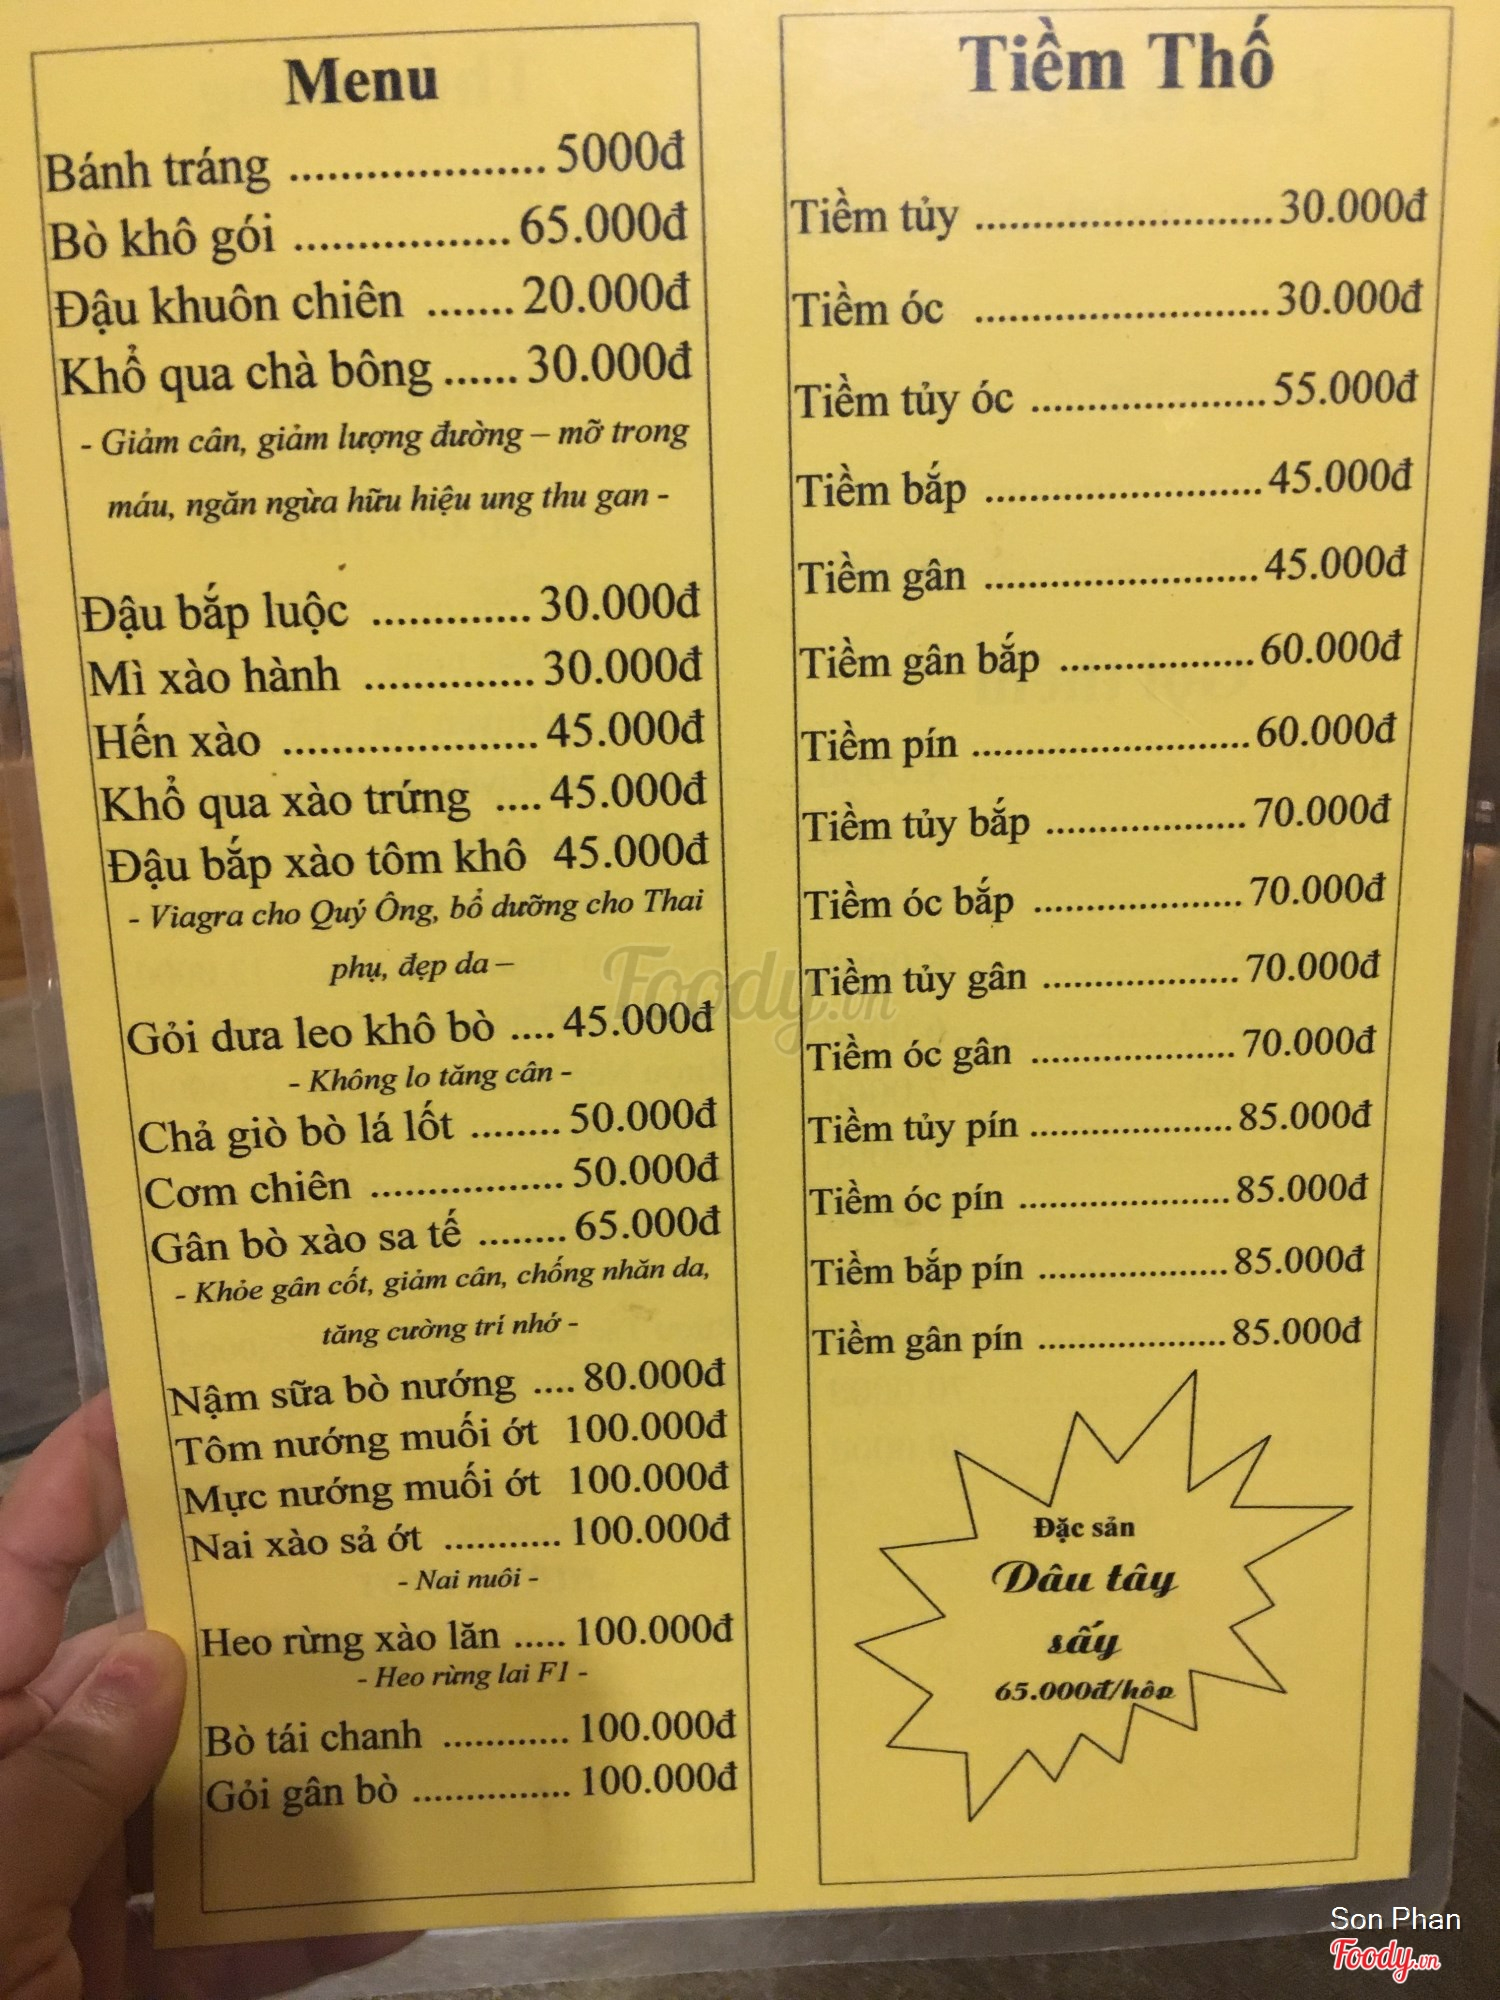 Menu
Bánh tráng .................... 5000đ
Bò khô gói ................. 65.000đ
Đậu khuôn chiên ....... 20.000đ
Khổ qua chà bông ...... 30.000đ
- Giảm cân, giảm lượng đường – mỡ trong
máu, ngăn ngừa hữu hiệu ung thu gan -
Đậu bắp luộc ............. 30.000đ
Mì xào hành .............. 30.000đ
Hến xào ..................... 45.000đ
Khổ qua xào trứng .... 45.000đ
Đậu bắp xào tôm khô 45.000đ
- Viagra cho Quý Ông, bổ dưỡng cho Thai
phụ, đẹp da –
Gỏi dưa leo khô bò .... 45.000đ
- Không lo tăng cân -
Chả giò bò lá lốt ........ 50.000đ
Cơm chiên ................. 50.000đ
Gân bò xào sa tế ........ 65.000đ
- Khỏe gân cốt, giảm cân, chống nhăn da,
tăng cường trí nhớ -
Nậm sữa bò nướng .... 80.000đ
Tôm nướng muối ớt 100.000đ
Mực nướng muối ớt 100.000đ
Nai xào sả ớt ........... 100.000đ
- Nai nuôi -
Heo rừng xào lăn ..... 100.000đ
- Heo rừng lai F1 -
Bò tái chanh ............ 100.000đ
Gỏi gân bò ............... 100.000đ
Tiềm Thố
Tiềm tủy ........................ 30.000đ
Tiềm óc ........................ 30.000đ
Tiềm tủy óc ................... 55.000đ
Tiềm bắp ....................... 45.000đ
Tiềm gân ....................... 45.000đ
Tiềm gân bắp ................. 60.000đ
Tiềm pín ........................ 60.000đ
Tiềm tủy bắp .................. 70.000đ
Tiềm óc bắp ................... 70.000đ
Tiềm tủy gân .................. 70.000đ
Tiềm óc gân ................... 70.000đ
Tiềm tủy pín ................... 85.000đ
Tiềm óc pín .................... 85.000đ
Tiềm bắp pín .................. 85.000đ
Tiềm gân pín .................. 85.000đ
Đặc sản
Dâu tây
sấy
65.000đ/hộp
Foody.vn
Son Phan
Foody.vn